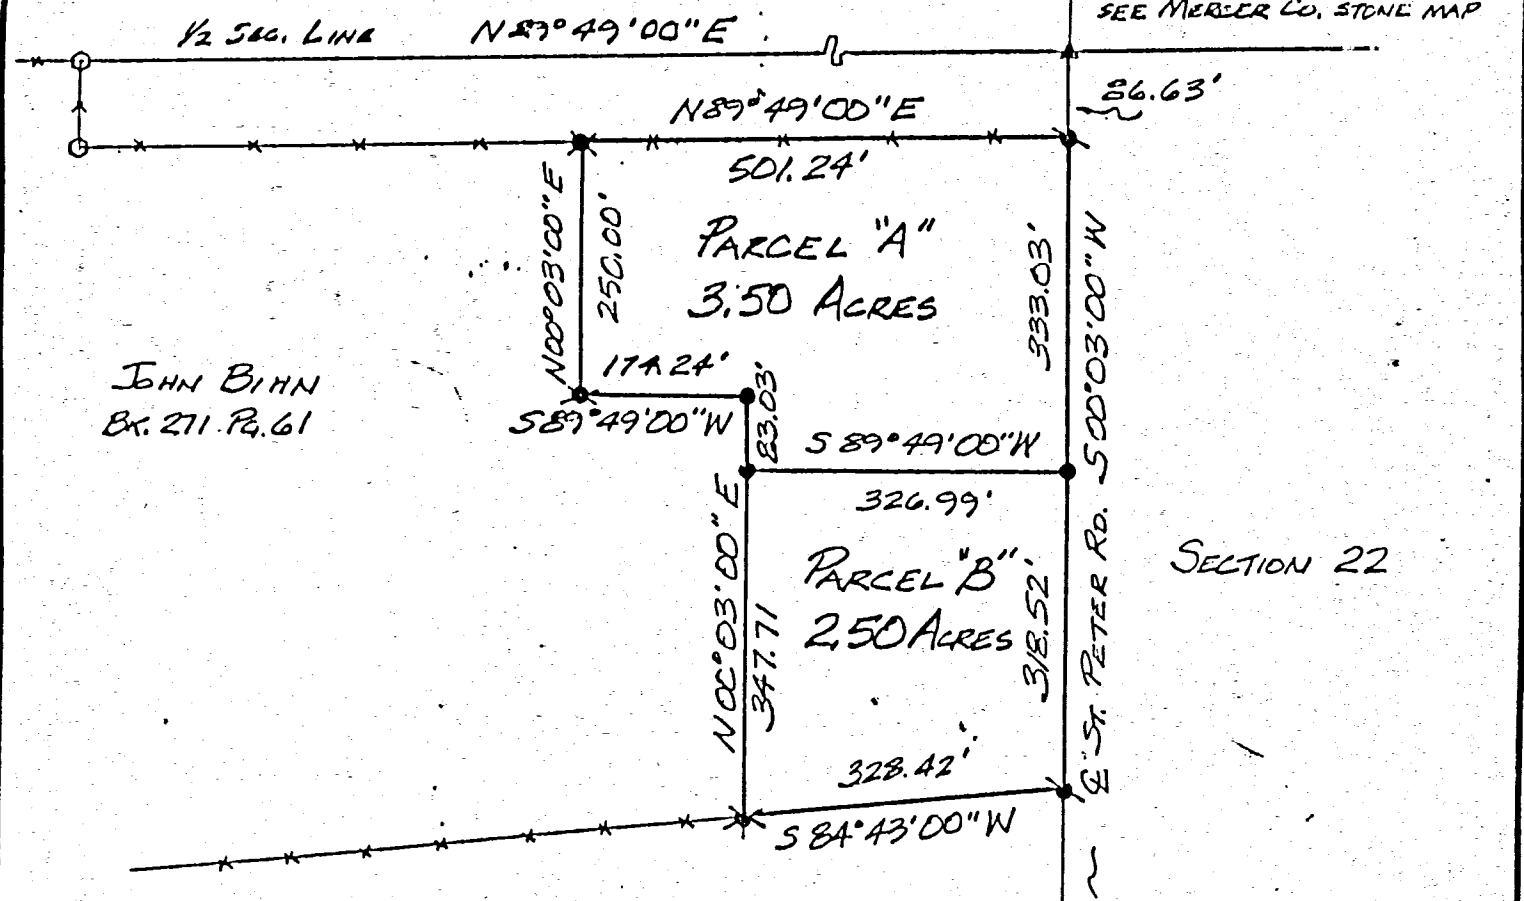 SEE MERCER CO. STONE MAP
1/2 SEC. LINE N89°49'00"E
86.63'
N89°49'00"E
501.24'
N00°03'00"E
250.00'
PARCEL "A"
3.50 ACRES
333.03'
S00°03'00"W
JOHN BIHN
BK. 271 PG. 61
174.24'
S89°49'00"W
83.03'
S 89°49'00"W
326.99'
N00°03'00"E
347.71
PARCEL "B"
2.50 ACRES
318.52'
℄ ST. PETER RD.
SECTION 22
328.42'
S 84°43'00"W